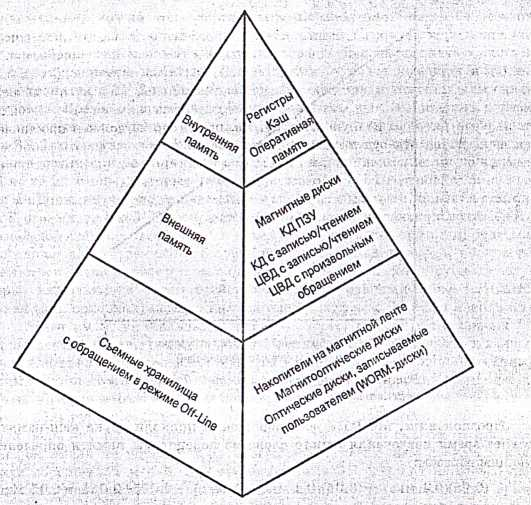 Внутренняя
память
Регистры
Кэш
Оперативная
память
Внешняя
память
Магнитные диски
КД ПЗУ
КД с записью/чтением
ЦВД с записью/чтением
ЦВД с произвольным
обращением
Съемные хранилища
с обращением в режиме Off-Line
Накопители на магнитной ленте
Магнитооптические диски
Оптические диски, записываемые
пользователем (WORM-диски)